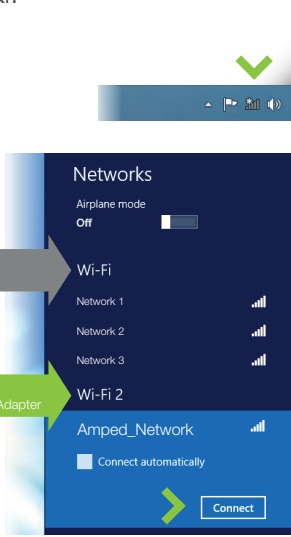 Networks
Airplane mode
Off
Wi-Fi
Network 1
Network 2
Network 3
Wi-Fi 2
Adapter
Amped_Network
Connect automatically
Connect